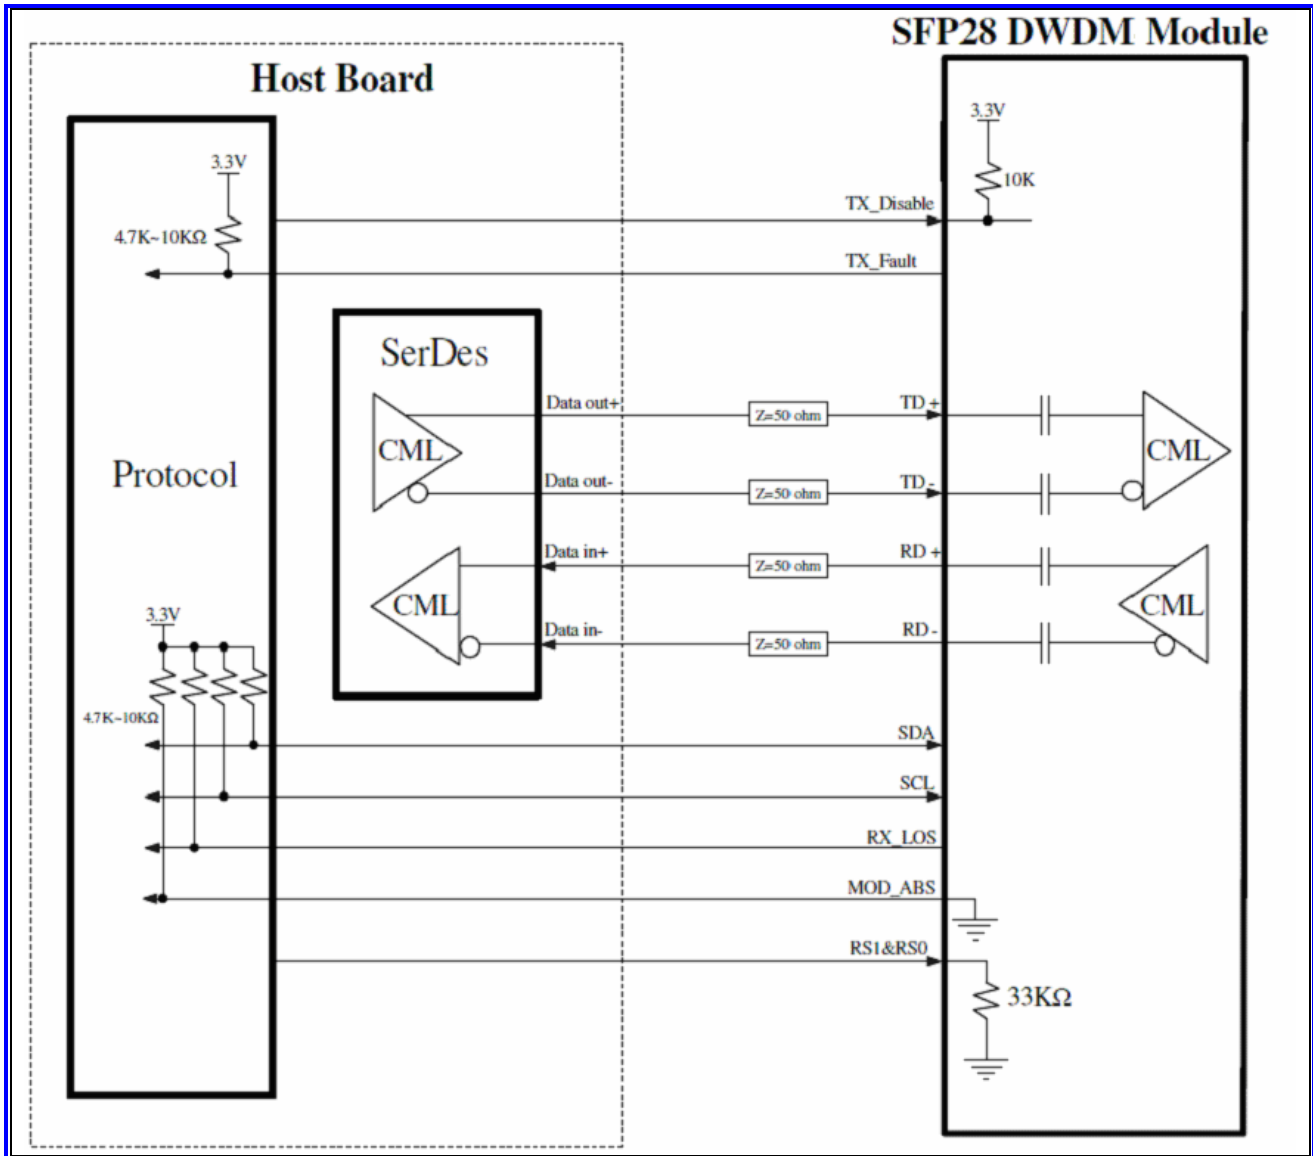 SFP28 DWDM Module
Host Board
3.3V
3.3V
10K
4.7K~10KΩ
TX_Disable
TX_Fault
SerDes
Data out+
Z=50 ohm
TD +
CML
CML
Protocol
Data out-
Z=50 ohm
TD -
Data in+
Z=50 ohm
RD +
CML
CML
3.3V
Data in-
Z=50 ohm
RD -
4.7K~10KΩ
SDA
SCL
RX_LOS
MOD_ABS
RS1&RS0
33KΩ